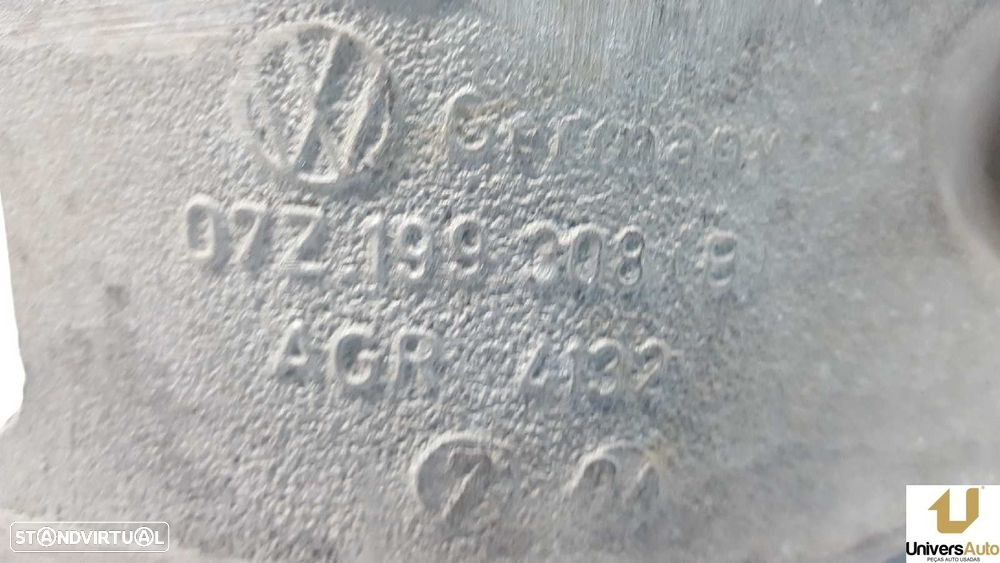 Germany
07Z 199 308 B
AGR 4132
STANDVIRTUAL
UniversAuto
PEÇAS AUTO USADAS